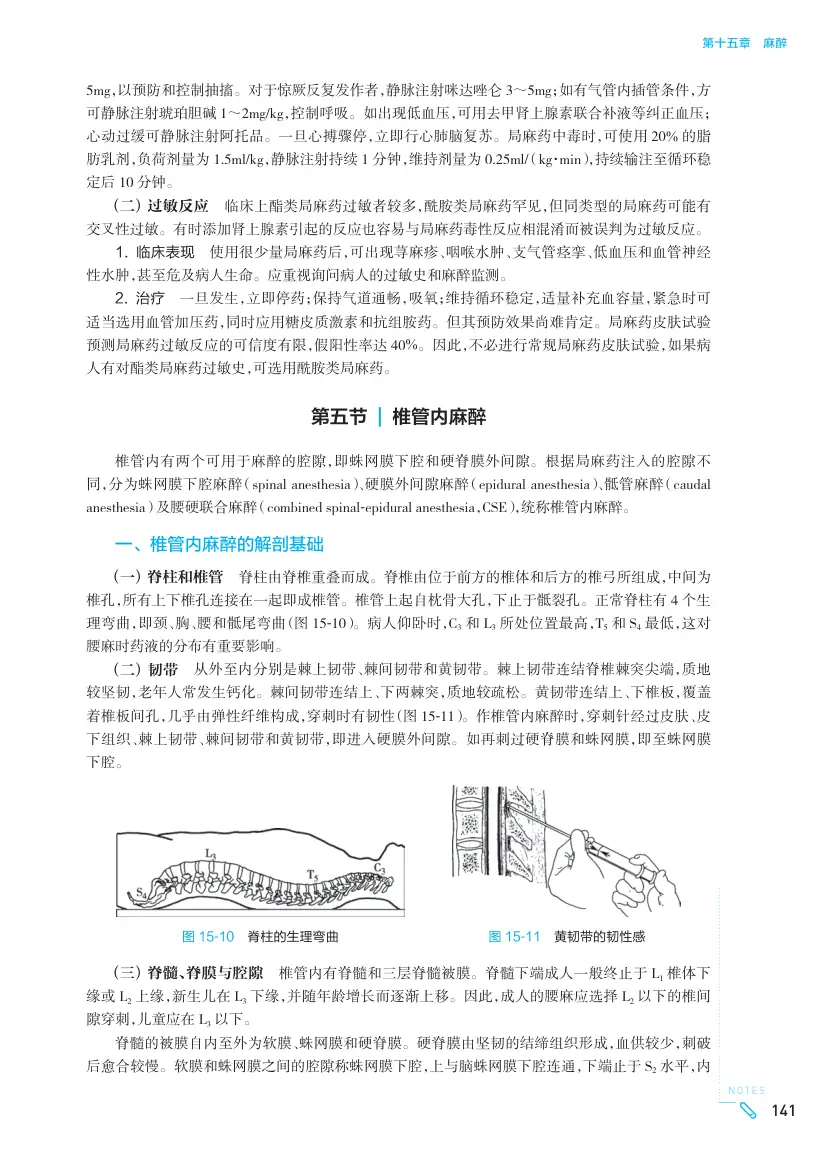 第十五章　麻醉
5mg,以预防和控制抽搐。对于惊厥反复发作者,静脉注射咪达唑仑 3～5mg;如有气管内插管条件,方
可静脉注射琥珀胆碱 1～2mg/kg,控制呼吸。如出现低血压,可用去甲肾上腺素联合补液等纠正血压;
心动过缓可静脉注射阿托品。一旦心搏骤停,立即行心肺脑复苏。局麻药中毒时,可使用 20% 的脂
肪乳剂,负荷剂量为 1.5ml/kg,静脉注射持续 1 分钟,维持剂量为 0.25ml/（kg·min）,持续输注至循环稳
定后 10 分钟。
（二）过敏反应　临床上酯类局麻药过敏者较多,酰胺类局麻药罕见,但同类型的局麻药可能有
交叉性过敏。有时添加肾上腺素引起的反应也容易与局麻药毒性反应相混淆而被误判为过敏反应。
1. 临床表现　使用很少量局麻药后,可出现荨麻疹、咽喉水肿、支气管痉挛、低血压和血管神经
性水肿,甚至危及病人生命。应重视询问病人的过敏史和麻醉监测。
2. 治疗　一旦发生,立即停药;保持气道通畅,吸氧;维持循环稳定,适量补充血容量,紧急时可
适当选用血管加压药,同时应用糖皮质激素和抗组胺药。但其预防效果尚难肯定。局麻药皮肤试验
预测局麻药过敏反应的可信度有限,假阳性率达 40%。因此,不必进行常规局麻药皮肤试验,如果病
人有对酯类局麻药过敏史,可选用酰胺类局麻药。
第五节 | 椎管内麻醉
椎管内有两个可用于麻醉的腔隙,即蛛网膜下腔和硬脊膜外间隙。根据局麻药注入的腔隙不
同,分为蛛网膜下腔麻醉（spinal anesthesia）、硬膜外间隙麻醉（epidural anesthesia）、骶管麻醉（caudal
anesthesia）及腰硬联合麻醉（combined spinal-epidural anesthesia,CSE）,统称椎管内麻醉。
一、椎管内麻醉的解剖基础
（一）脊柱和椎管　脊柱由脊椎重叠而成。脊椎由位于前方的椎体和后方的椎弓所组成,中间为
椎孔,所有上下椎孔连接在一起即成椎管。椎管上起自枕骨大孔,下止于骶裂孔。正常脊柱有 4 个生
理弯曲,即颈、胸、腰和骶尾弯曲（图 15-10）。病人仰卧时,C₃ 和 L₃ 所处位置最高,T₅ 和 S₄ 最低,这对
腰麻时药液的分布有重要影响。
（二）韧带　从外至内分别是棘上韧带、棘间韧带和黄韧带。棘上韧带连结脊椎棘突尖端,质地
较坚韧,老年人常发生钙化。棘间韧带连结上、下两棘突,质地较疏松。黄韧带连结上、下椎板,覆盖
着椎板间孔,几乎由弹性纤维构成,穿刺时有韧性（图 15-11）。作椎管内麻醉时,穿刺针经过皮肤、皮
下组织、棘上韧带、棘间韧带和黄韧带,即进入硬膜外间隙。如再刺过硬脊膜和蛛网膜,即至蛛网膜
下腔。
L₃
T₅
C₃
S₄
图 15-10　脊柱的生理弯曲
图 15-11　黄韧带的韧性感
（三）脊髓、脊膜与腔隙　椎管内有脊髓和三层脊髓被膜。脊髓下端成人一般终止于 L₁ 椎体下
缘或 L₂ 上缘,新生儿在 L₃ 下缘,并随年龄增长而逐渐上移。因此,成人的腰麻应选择 L₂ 以下的椎间
隙穿刺,儿童应在 L₃ 以下。
脊髓的被膜自内至外为软膜、蛛网膜和硬脊膜。硬脊膜由坚韧的结缔组织形成,血供较少,刺破
后愈合较慢。软膜和蛛网膜之间的腔隙称蛛网膜下腔,上与脑蛛网膜下腔连通,下端止于 S₂ 水平,内
NOTES
141